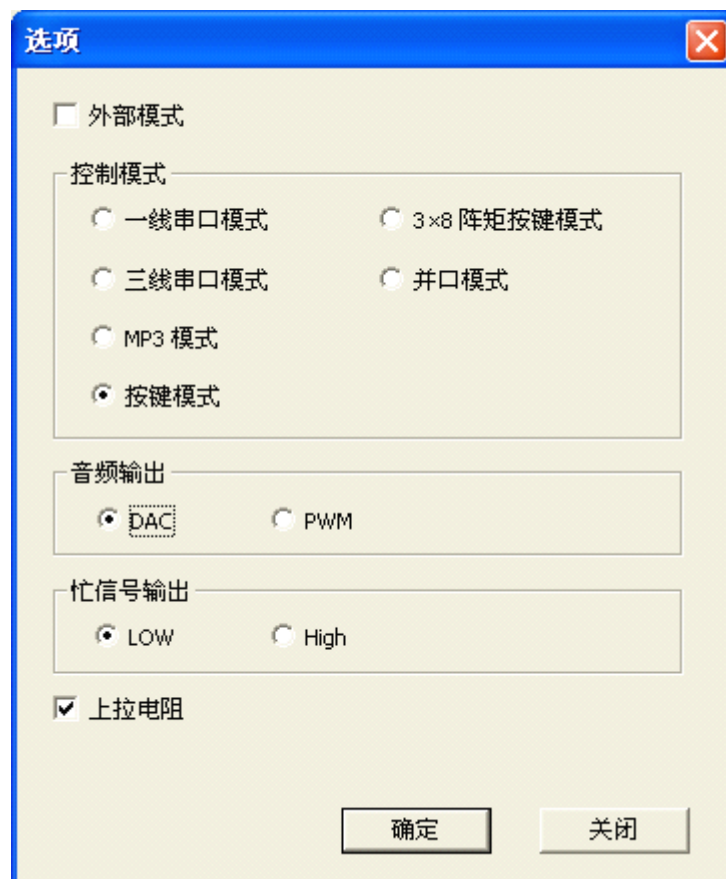 选项
外部模式
控制模式
一线串口模式 3×8 阵矩按键模式
三线串口模式 并口模式
MP3 模式
按键模式
音频输出
DAC PWM
忙信号输出
LOW High
上拉电阻
确定 关闭